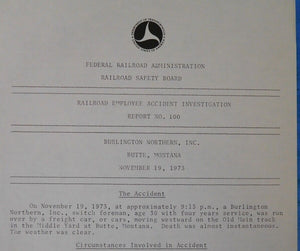 FEDERAL RAILROAD ADMINISTRATION
RAILROAD SAFETY BOARD
RAILROAD EMPLOYEE ACCIDENT INVESTIGATION
REPORT NO. 100
BURLINGTON NORTHERN, INC.
BUTTE, MONTANA
NOVEMBER 19, 1973
The Accident
On November 19, 1973, at approximately 9:15 p.m., a Burlington
Northern, Inc., switch foreman, age 30 with four years service, was run
over by a freight car, or cars, moving westward on the Old Main track
in the Middle Yard at Butte, Montana. Death was almost instantaneous.
The weather was clear.
Circumstances Involved in Accident